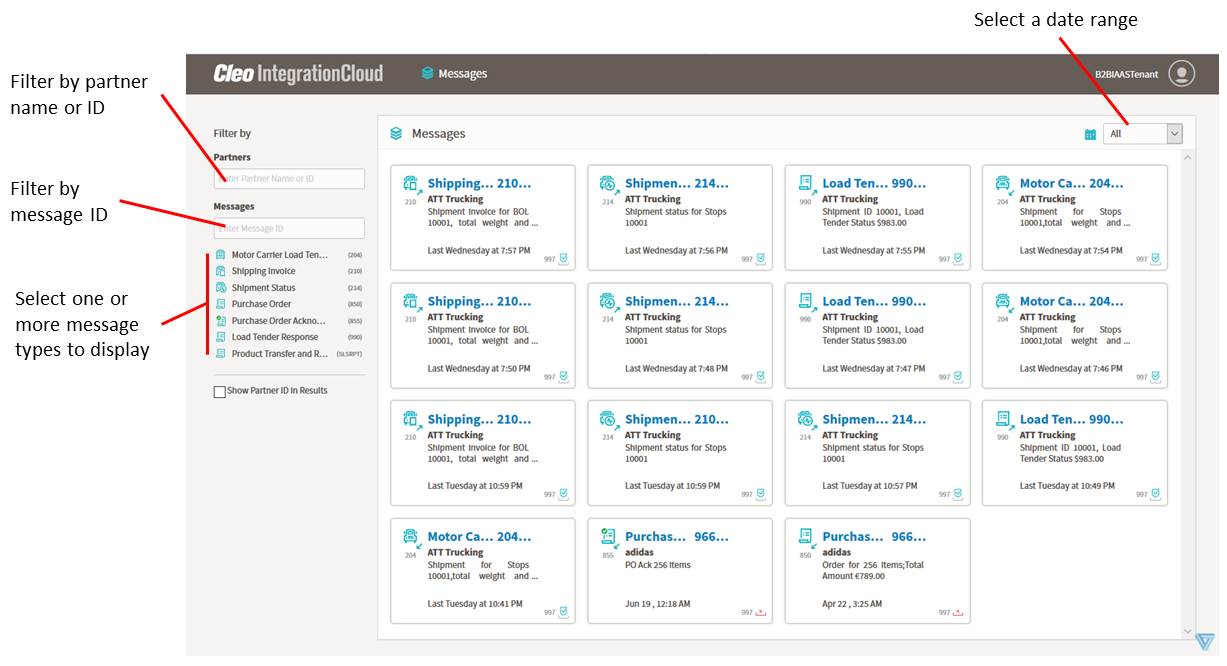 Select a date range
Cleo IntegrationCloud
Messages
B2BIAASTenant
Filter by partner
name or ID
Filter by
message ID
Select one or
more message
types to display
Filter by
Partners
Enter Partner Name or ID
Messages
Enter Message ID
Motor Carrier Load Ten... (204)
Shipping Invoice (210)
Shipment Status (214)
Purchase Order (850)
Purchase Order Ackno... (855)
Load Tender Response (990)
Product Transfer and R... (SLSRPT)
Show Partner ID In Results
Messages
All
Shipping... 210...
210
ATT Trucking
Shipment Invoice for BOL
10001, total weight and ...
Last Wednesday at 7:57 PM
997
Shipmen... 214...
214
ATT Trucking
Shipment status for Stops
10001
Last Wednesday at 7:56 PM
997
Load Ten... 990...
990
ATT Trucking
Shipment ID 10001, Load
Tender Status $983.00
Last Wednesday at 7:55 PM
997
Motor Ca... 204...
204
ATT Trucking
Shipment for Stops
10001,total weight and ...
Last Wednesday at 7:54 PM
997
Shipping... 210...
210
ATT Trucking
Shipment Invoice for BOL
10001, total weight and ...
Last Wednesday at 7:50 PM
997
Shipmen... 214...
214
ATT Trucking
Shipment status for Stops
10001
Last Wednesday at 7:48 PM
997
Load Ten... 990...
990
ATT Trucking
Shipment ID 10001, Load
Tender Status $983.00
Last Wednesday at 7:47 PM
997
Motor Ca... 204...
204
ATT Trucking
Shipment for Stops
10001,total weight and ...
Last Wednesday at 7:46 PM
997
Shipping... 210...
210
ATT Trucking
Shipment Invoice for BOL
10001, total weight and ...
Last Tuesday at 10:59 PM
997
Shipmen... 210...
214
ATT Trucking
Shipment status for Stops
10001
Last Tuesday at 10:59 PM
997
Shipmen... 214...
214
ATT Trucking
Shipment status for Stops
10001
Last Tuesday at 10:57 PM
997
Load Ten... 990...
990
ATT Trucking
Shipment ID 10001, Load
Tender Status $983.00
Last Tuesday at 10:49 PM
997
Motor Ca... 204...
204
ATT Trucking
Shipment for Stops
10001,total weight and ...
Last Tuesday at 10:41 PM
997
Purchas... 966...
855
adidas
PO Ack 256 Items
Jun 19 , 12:18 AM
997
Purchas... 966...
850
adidas
Order for 256 Items;Total
Amount €789.00
Apr 22 , 3:25 AM
997